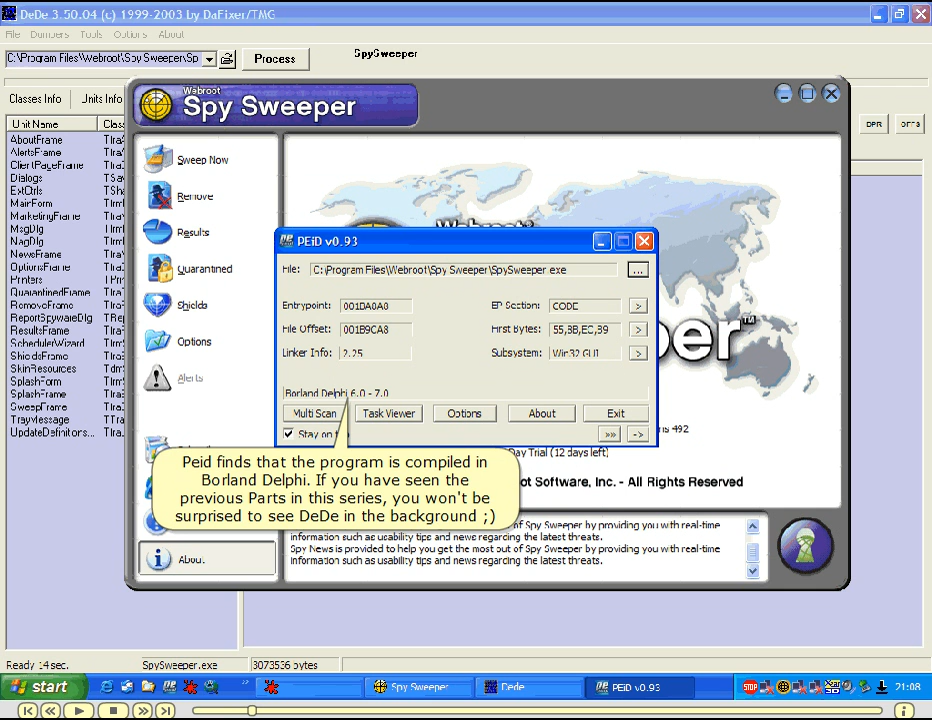 DeDe 3.50.04 (c) 1999-2003 by DaFixer/TMG
File Dumpers Tools Options About
C:\Program Files\Webroot\Spy Sweeper\Sp
Process
SpySweeper
Classes Info
Units Info
DPR
Unit Name
Clas
AboutFrame
AlertsFrame
ClientPageFrame
Dialogs
ExtCtrls
MainForm
MarketingFrame
MsgDlg
NagDlg
NewsFrame
OptionsFrame
Printers
QuarantinedFrame
RemoveFrame
ReportSpywareDlg
ResultsFrame
SchedulerWizard
ShieldsFrame
SkinResources
SplashForm
SplashFrame
SweepFrame
TrayMessage
UpdateDefinitions...
Webroot
Spy Sweeper
Sweep Now
Remove
Results
Quarantined
Shields
Options
Alerts
About
Webroot
eper™
PEiD v0.93
File: C:\Program Files\Webroot\Spy Sweeper\SpySweeper.exe ...
Entrypoint: 001DA0A8
EP Section: CODE >
File Offset: 001B9CA8
First Bytes: 55,8B,EC,B9 >
Linker Info: 2.25
Subsystem: Win32 GUI >
Borland Delphi 6.0 - 7.0
Multi Scan
Task Viewer
Options
About
Exit
Stay on
>>
->
ns 492
Day Trial (12 days left)
ot Software, Inc. - All Rights Reserved
Peid finds that the program is compiled in
Borland Delphi. If you have seen the
previous Parts in this series, you won't be
surprised to see DeDe in the background ;)
of Spy Sweeper by providing you with real-time
information such as usability tips and news regarding the latest threats.
Spy News is provided to help you get the most out of Spy Sweeper by providing you with real-time
information such as usability tips and news regarding the latest threats.
Ready 14 sec.
SpySweeper.exe
3073536 bytes
start
Spy Sweeper
Dede
PEiD v0.93
STOP
21:08